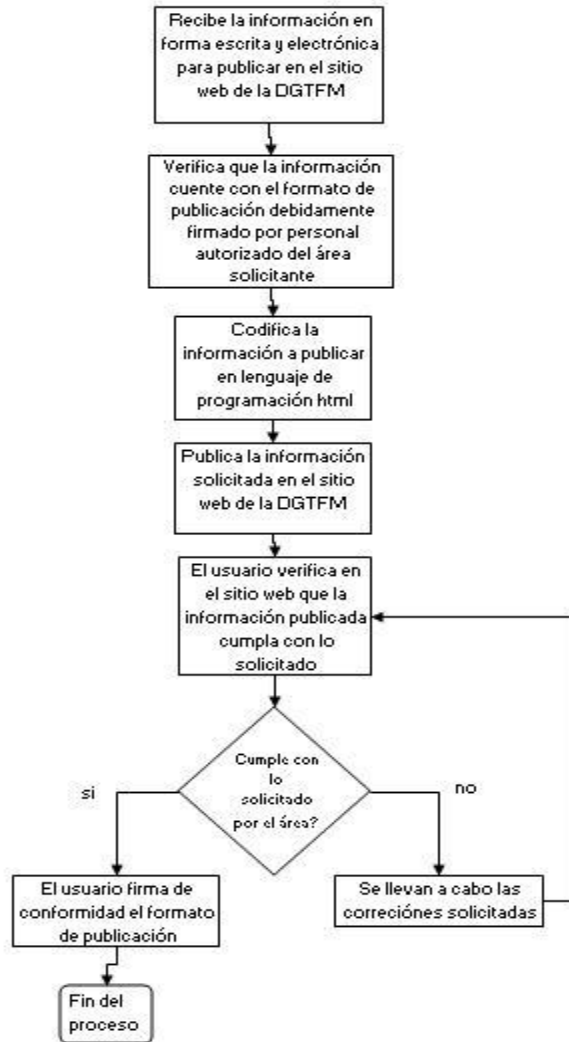 Recibe la información en
forma escrita y electrónica
para publicar en el sitio
web de la DGTFM
Verifica que la información
cuente con el formato de
publicación debidamente
firmado por personal
autorizado del área
solicitante
Codifica la
información a publicar
en lenguaje de
programación html
Publica la información
solicitada en el sitio
web de la DGTFM
El usuario verifica en
el sitio web que la
información publicada
cumpla con lo
solicitado
Cumple con
lo
solicitado
por el área?
si
no
El usuario firma de
conformidad el formato
de publicación
Se llevan a cabo las
correciónes solicitadas
Fin del
proceso